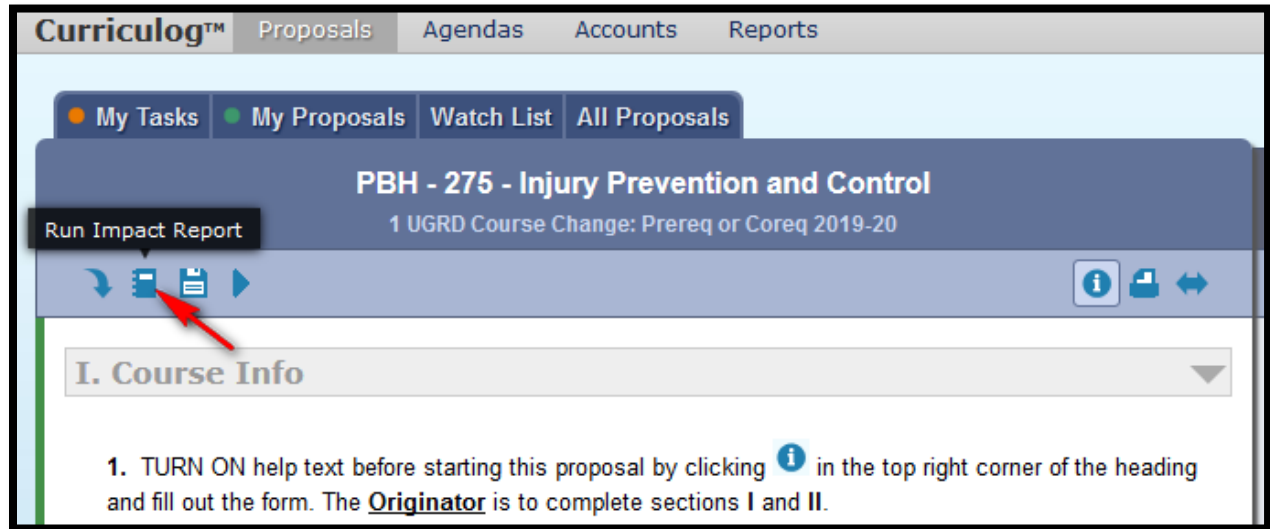 Curriculog™ Proposals Agendas Accounts Reports
My Tasks My Proposals Watch List All Proposals
PBH - 275 - Injury Prevention and Control
1 UGRD Course Change: Prereq or Coreq 2019-20
Run Impact Report
I. Course Info
1. TURN ON help text before starting this proposal by clicking i in the top right corner of the heading
and fill out the form. The Originator is to complete sections I and II.